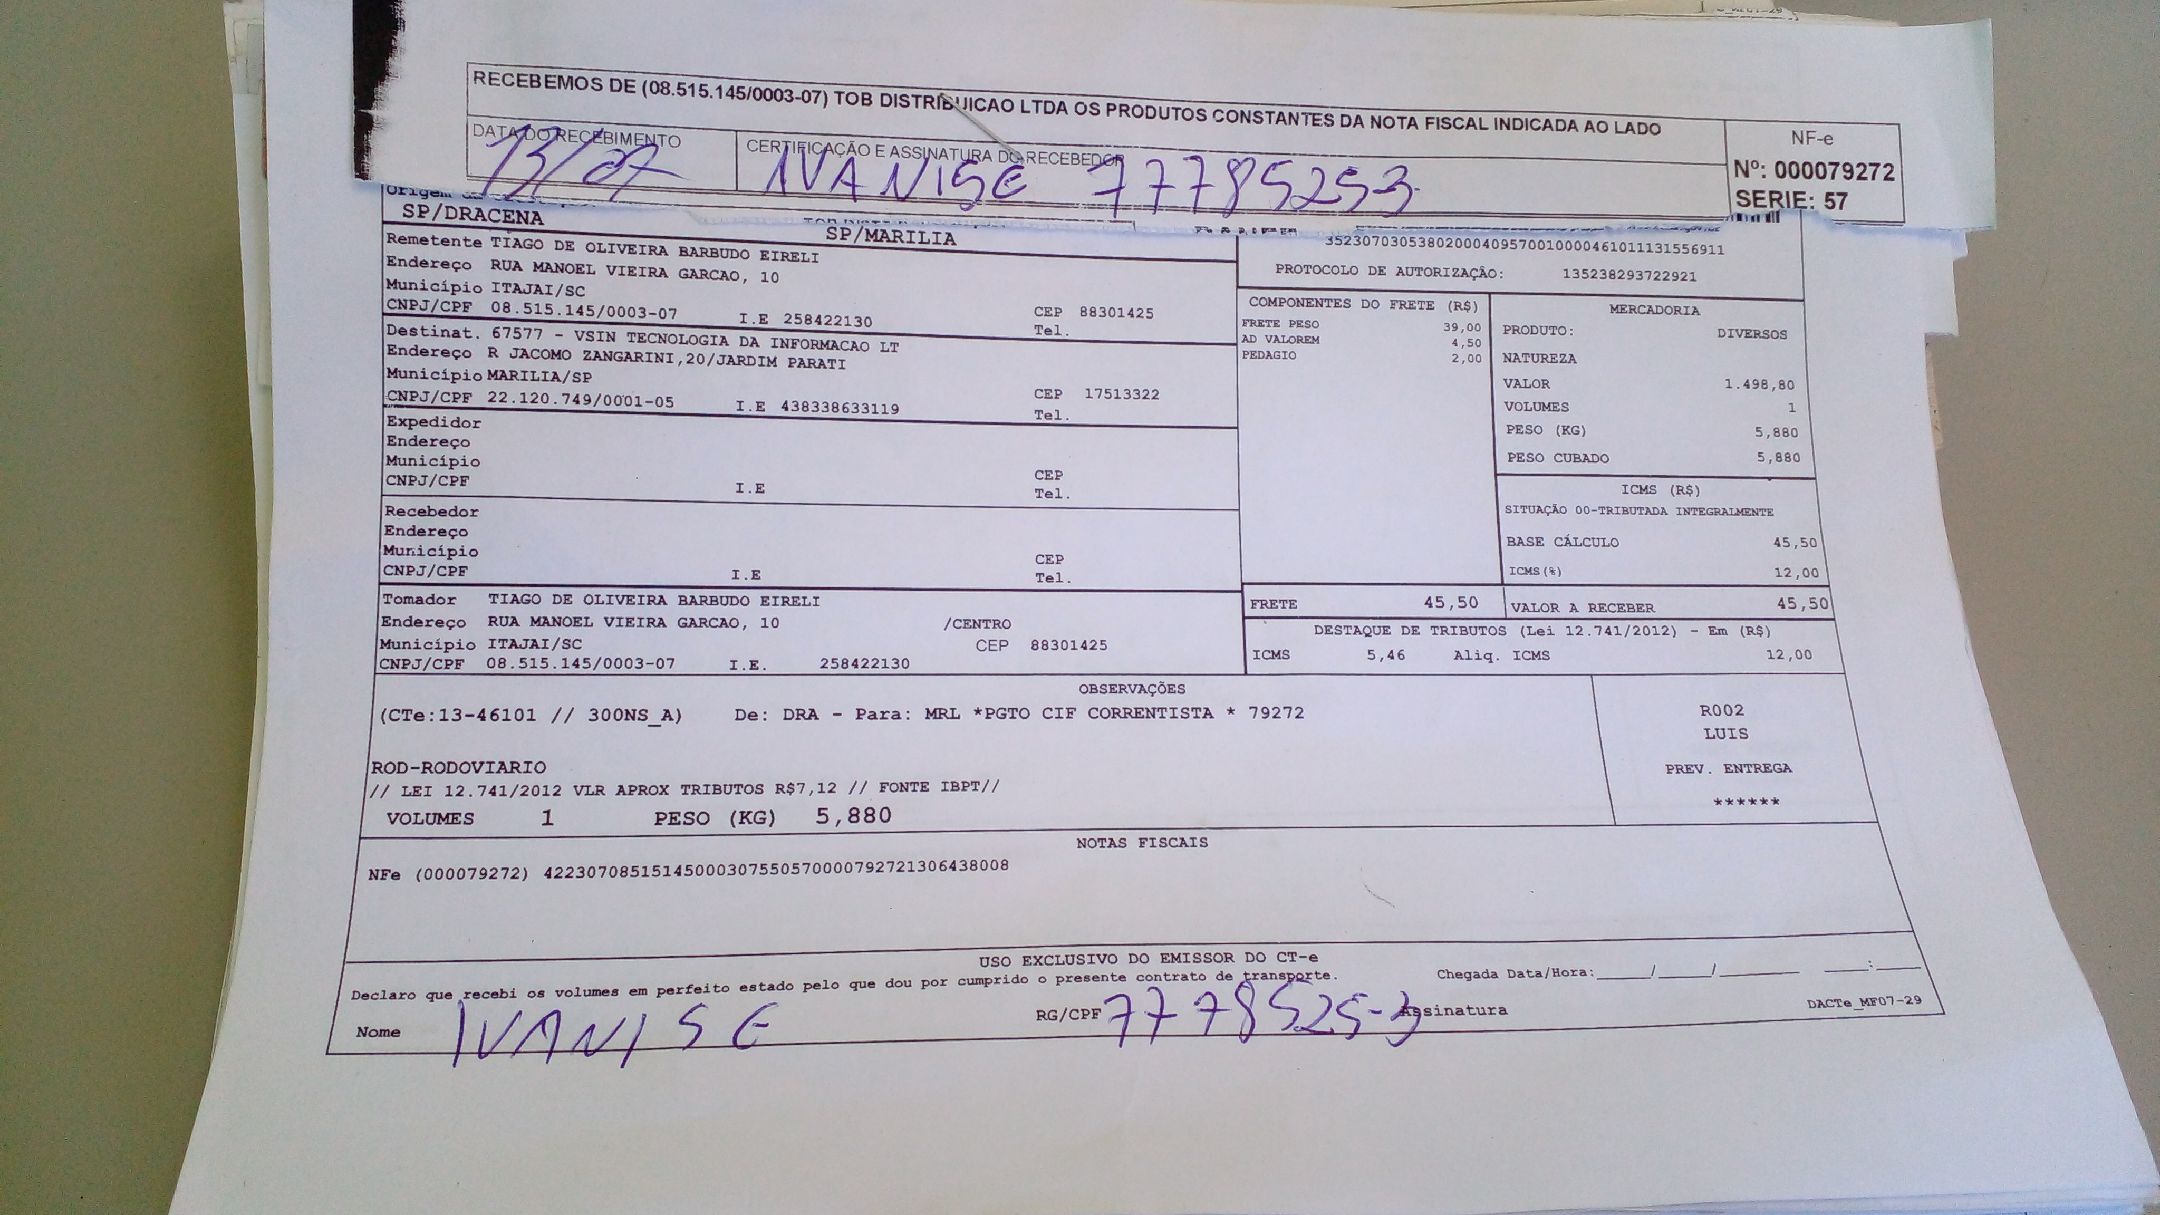 RECEBEMOS DE (08.515.145/0003-07) TOB DISTRIBUICAO LTDA OS PRODUTOS CONSTANTES DA NOTA FISCAL INDICADA AO LADO
DATA DO RECEBIMENTO
13/07
CERTIFICAÇÃO E ASSINATURA DO RECEBEDOR
IVANISE 77785253
NF-e
Nº: 000079272
SERIE: 57
Origem
SP/DRACENA
SP/MARILIA
35230703053802000409570010000461011131556911
PROTOCOLO DE AUTORIZAÇÃO: 135238293722921
Remetente TIAGO DE OLIVEIRA BARBUDO EIRELI
Endereço RUA MANOEL VIEIRA GARCAO, 10
Município ITAJAI/SC
CNPJ/CPF 08.515.145/0003-07 I.E 258422130 CEP 88301425
Tel.
Destinat. 67577 - VSIN TECNOLOGIA DA INFORMACAO LT
Endereço R JACOMO ZANGARINI,20/JARDIM PARATI
Município MARILIA/SP
CNPJ/CPF 22.120.749/0001-05 I.E 438338633119 CEP 17513322
Tel.
Expedidor
Endereço
Município
CNPJ/CPF I.E CEP
Tel.
Recebedor
Endereço
Município
CNPJ/CPF I.E CEP
Tel.
Tomador TIAGO DE OLIVEIRA BARBUDO EIRELI
Endereço RUA MANOEL VIEIRA GARCAO, 10 /CENTRO
Município ITAJAI/SC CEP 88301425
CNPJ/CPF 08.515.145/0003-07 I.E. 258422130
COMPONENTES DO FRETE (R$)
FRETE PESO 39,00
AD VALOREM 4,50
PEDAGIO 2,00
MERCADORIA
PRODUTO: DIVERSOS
NATUREZA
VALOR 1.498,80
VOLUMES 1
PESO (KG) 5,880
PESO CUBADO 5,880
ICMS (R$)
SITUAÇÃO 00-TRIBUTADA INTEGRALMENTE
BASE CÁLCULO 45,50
ICMS(%) 12,00
FRETE 45,50 VALOR A RECEBER 45,50
DESTAQUE DE TRIBUTOS (Lei 12.741/2012) - Em (R$)
ICMS 5,46 Aliq. ICMS 12,00
OBSERVAÇÕES
(CTe:13-46101 // 300NS_A) De: DRA - Para: MRL *PGTO CIF CORRENTISTA * 79272
ROD-RODOVIARIO
// LEI 12.741/2012 VLR APROX TRIBUTOS R$7,12 // FONTE IBPT//
VOLUMES 1 PESO (KG) 5,880
R002
LUIS
PREV. ENTREGA
******
NOTAS FISCAIS
NFe (000079272) 42230708515145000307550570000792721306438008
USO EXCLUSIVO DO EMISSOR DO CT-e
Declaro que recebi os volumes em perfeito estado pelo que dou por cumprido o presente contrato de transporte. Chegada Data/Hora:_____/_____/_______ ____:____
Nome IVANISE RG/CPF 7778525-3 Assinatura
DACTe_MF07-29